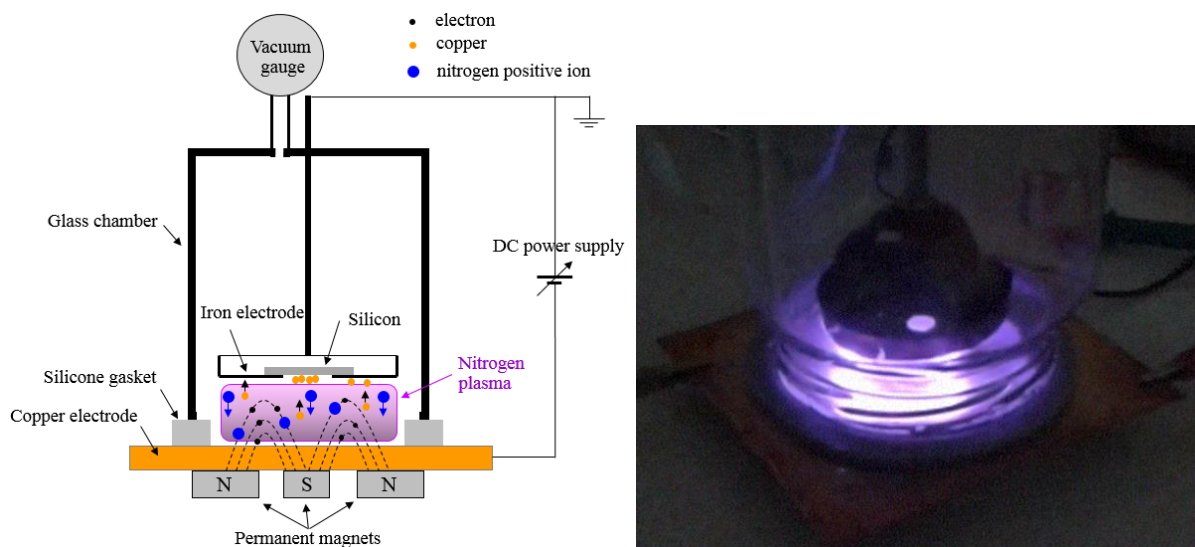 electron
copper
nitrogen positive ion
Vacuum
gauge
Glass chamber
DC power supply
Iron electrode
Silicon
Nitrogen
plasma
Silicone gasket
Copper electrode
N
S
N
Permanent magnets